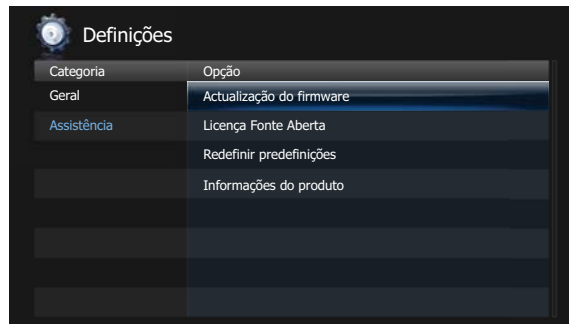 Definições
Categoria Opção
Geral Actualização do firmware
Assistência Licença Fonte Aberta
Redefinir predefinições
Informações do produto